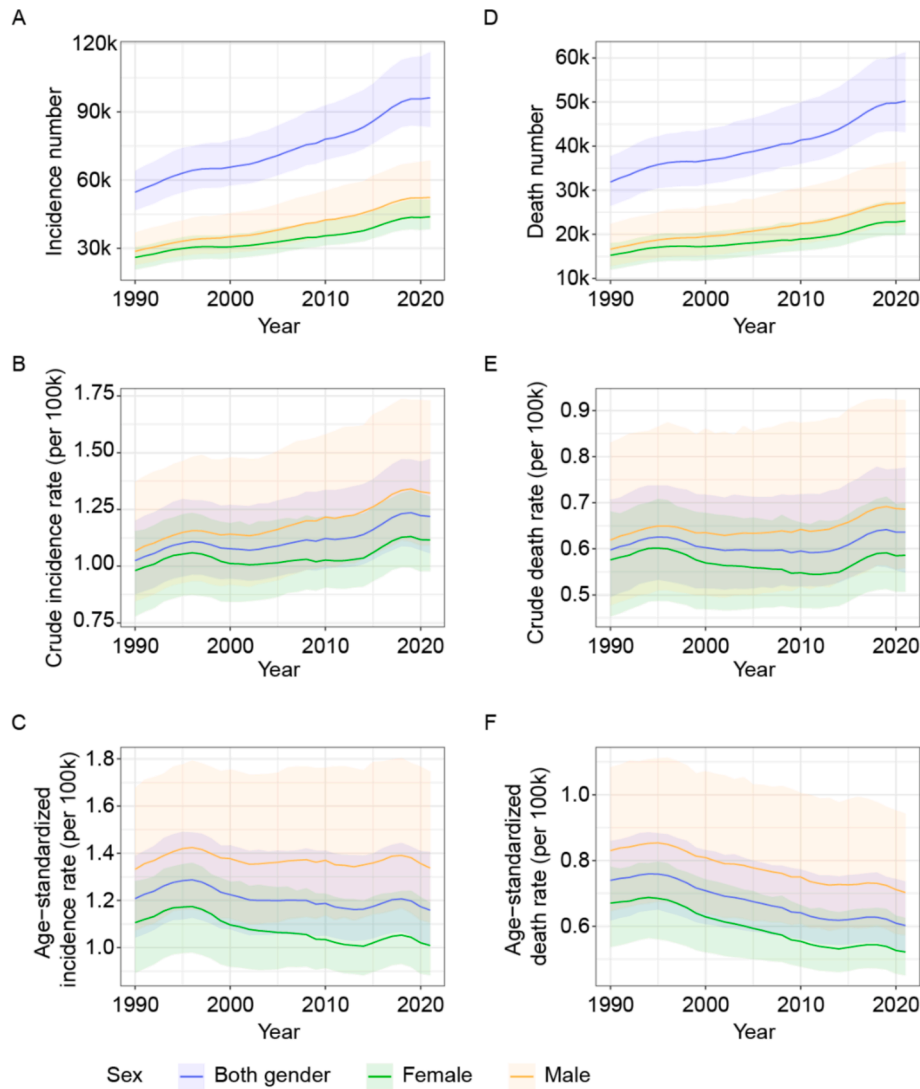 A
Incidence number
120k
90k
60k
30k
1990 2000 2010 2020
Year
D
Death number
60k
50k
40k
30k
20k
10k
1990 2000 2010 2020
Year
B
Crude incidence rate (per 100k)
1.75
1.50
1.25
1.00
0.75
1990 2000 2010 2020
Year
E
Crude death rate (per 100k)
0.9
0.8
0.7
0.6
0.5
1990 2000 2010 2020
Year
C
Age−standardized
incidence rate (per 100k)
1.8
1.6
1.4
1.2
1.0
1990 2000 2010 2020
Year
F
Age−standardized
death rate (per 100k)
1.0
0.8
0.6
1990 2000 2010 2020
Year
Sex Both gender Female Male